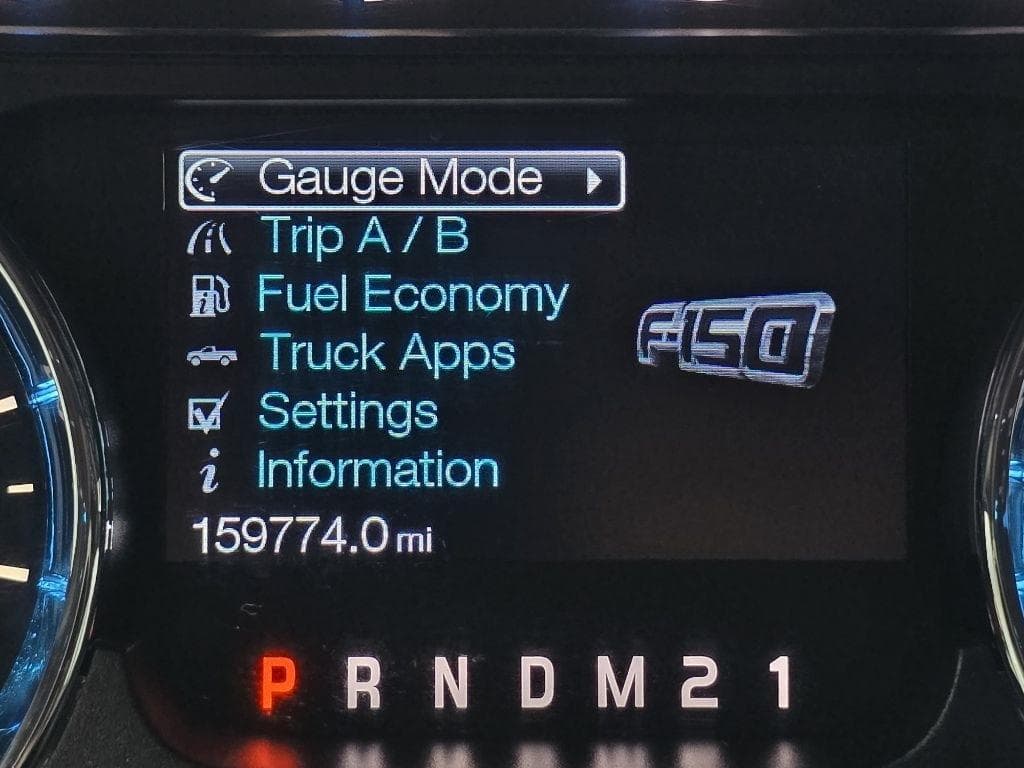 Gauge Mode
Trip A / B
Fuel Economy
Truck Apps
Settings
Information
F-150
159774.0 mi
P R N D M 2 1